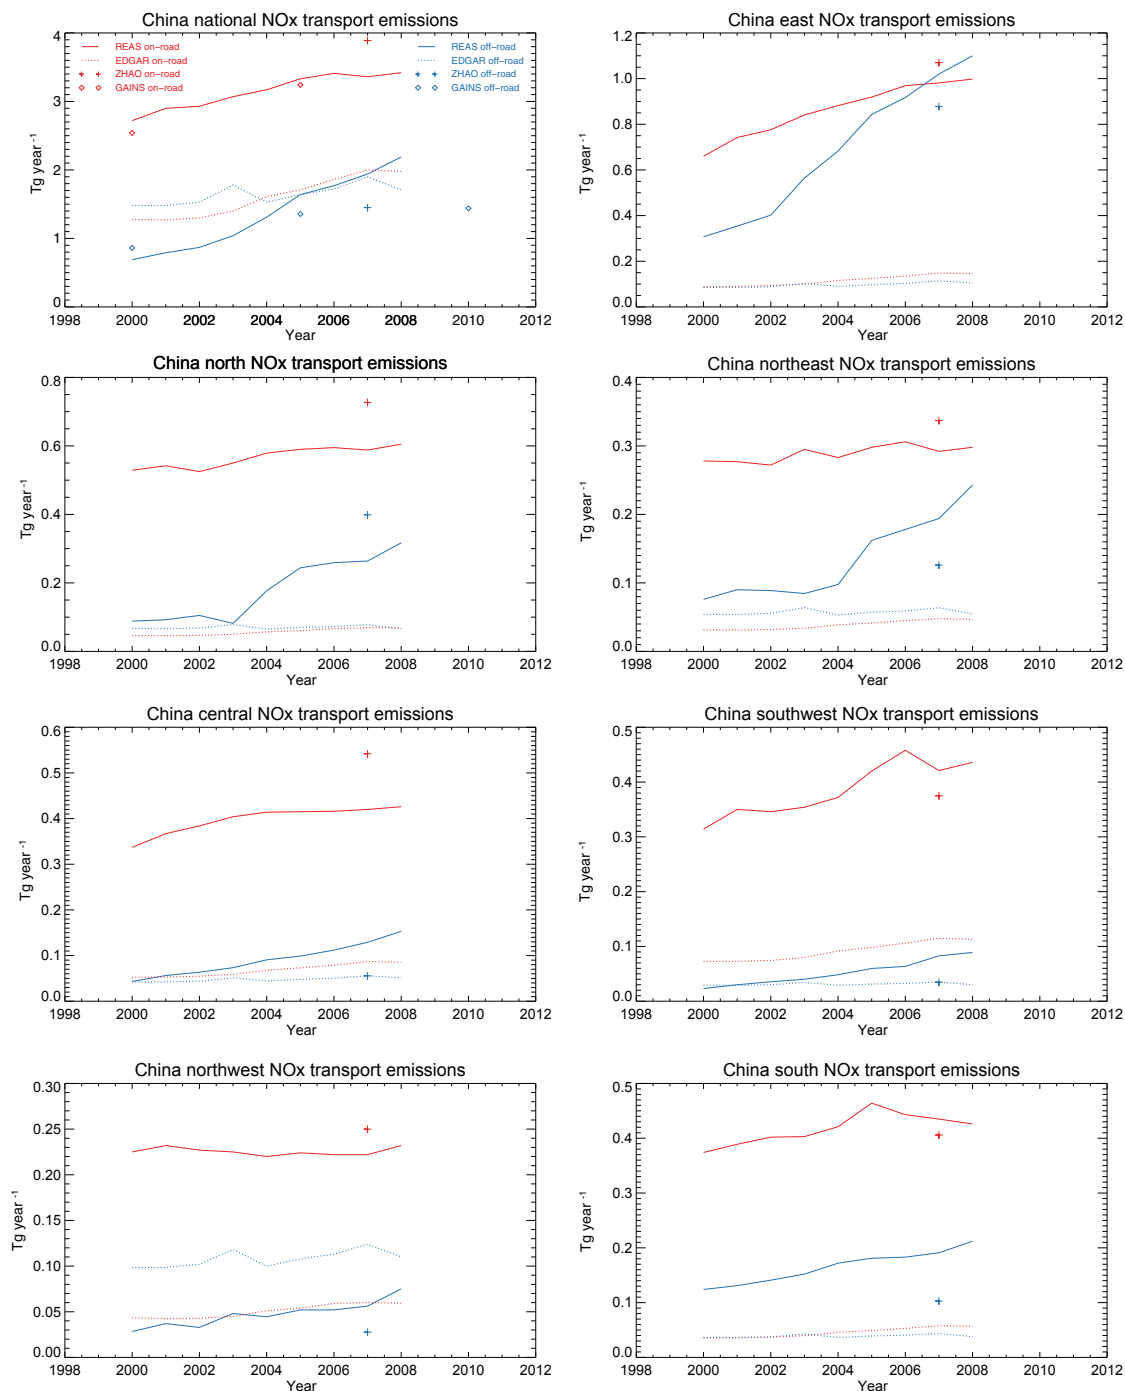 China national NOx transport emissions
4
3
2
1
0
Tg year -1
REAS on-road
EDGAR on-road
ZHAO on-road
GAINS on-road
REAS off-road
EDGAR off-road
ZHAO off-road
GAINS off-road
1998 2000 2002 2004 2006 2008 2010 2012
Year
China east NOx transport emissions
1.2
1.0
0.8
0.6
0.4
0.2
0.0
Tg year -1
1998 2000 2002 2004 2006 2008 2010 2012
Year
China north NOx transport emissions
0.8
0.6
0.4
0.2
0.0
Tg year -1
1998 2000 2002 2004 2006 2008 2010 2012
Year
China northeast NOx transport emissions
0.4
0.3
0.2
0.1
0.0
Tg year -1
1998 2000 2002 2004 2006 2008 2010 2012
Year
China central NOx transport emissions
0.6
0.5
0.4
0.3
0.2
0.1
0.0
Tg year -1
1998 2000 2002 2004 2006 2008 2010 2012
Year
China southwest NOx transport emissions
0.5
0.4
0.3
0.2
0.1
0.0
Tg year -1
1998 2000 2002 2004 2006 2008 2010 2012
Year
China northwest NOx transport emissions
0.30
0.25
0.20
0.15
0.10
0.05
0.00
Tg year -1
1998 2000 2002 2004 2006 2008 2010 2012
Year
China south NOx transport emissions
0.5
0.4
0.3
0.2
0.1
0.0
Tg year -1
1998 2000 2002 2004 2006 2008 2010 2012
Year